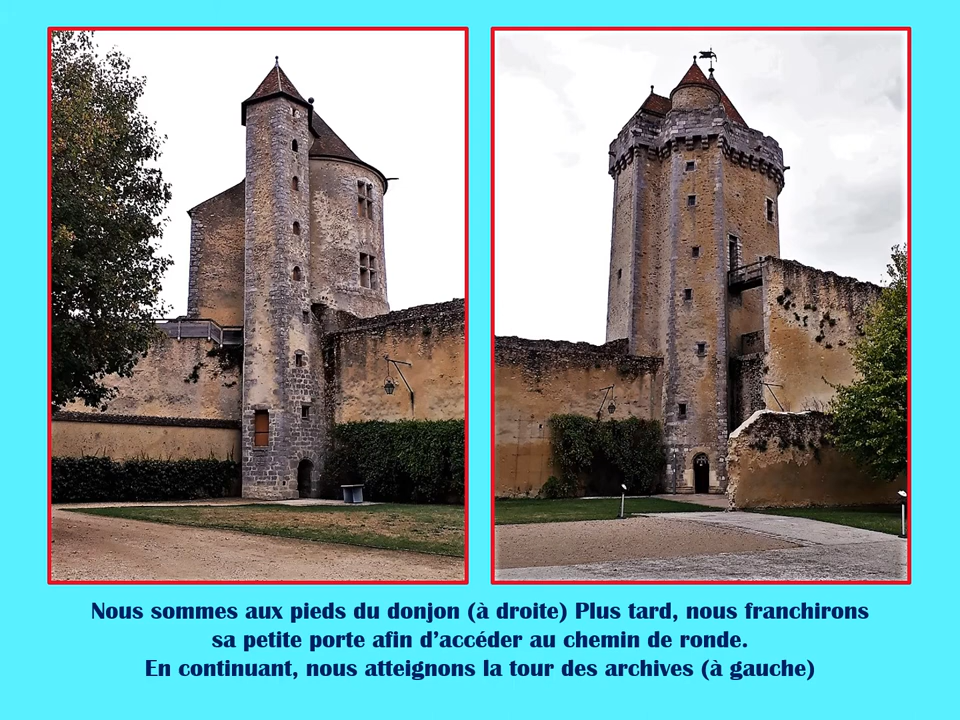 Nous sommes aux pieds du donjon (à droite) Plus tard, nous franchirons
sa petite porte afin d’accéder au chemin de ronde.
En continuant, nous atteignons la tour des archives (à gauche)